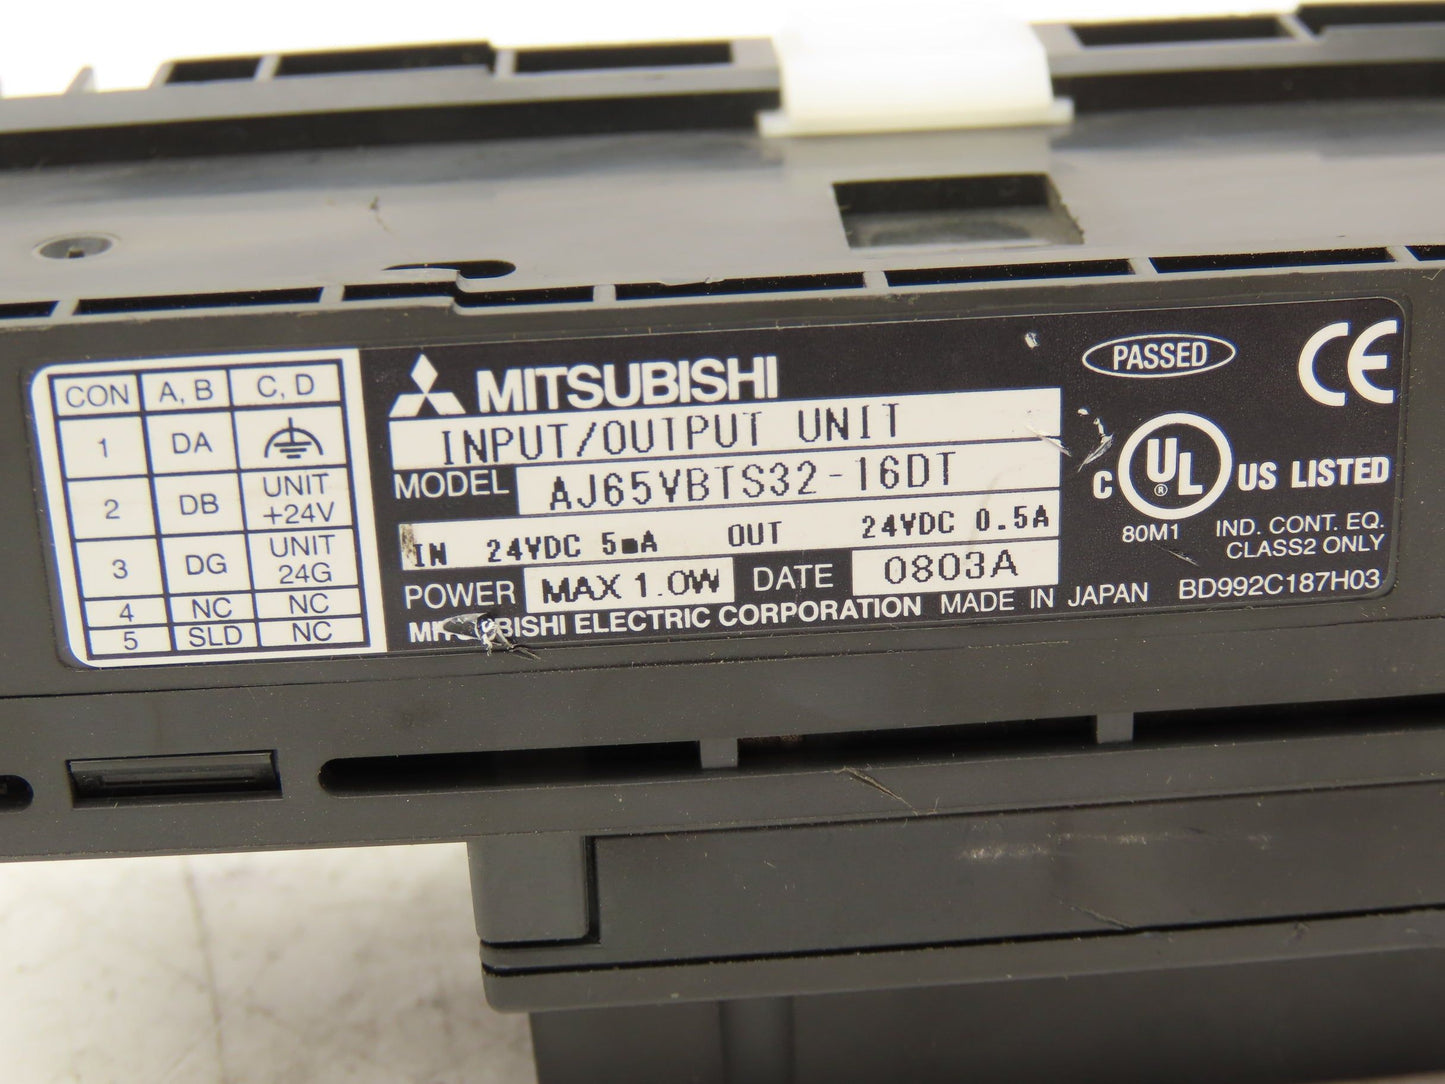 CON A, B C, D
1 DA
2 DB UNIT +24V
3 DG UNIT 24G
4 NC NC
5 SLD NC
MITSUBISHI
INPUT/OUTPUT UNIT
MODEL AJ65VBTS32-16DT
IN 24VDC 5mA OUT 24VDC 0.5A
POWER MAX 1.0W DATE 0803A
MITSUBISHI ELECTRIC CORPORATION MADE IN JAPAN BD992C187H03
PASSED
CE
C UL ® US LISTED
80M1 IND. CONT. EQ.
CLASS2 ONLY